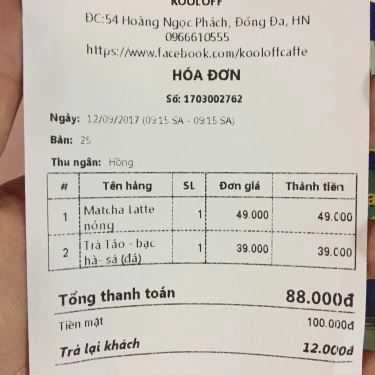 KOOLOFF
ĐC:54 Hoàng Ngọc Phách, Đống Đa, HN
0966610555
https://www.facebook.com/kooloffcaffe
HÓA ĐƠN
Số: 1703002762
Ngày: 12/09/2017 (09:15 SA - 09:15 SA)
Bàn: 25
Thu ngân: Hồng
# Tên hàng SL Đơn giá Thành tiền
1 Matcha latte nóng 1 49.000 49.000
2 Trà Táo - bạc hà- sả (đá) 1 39.000 39.000
Tổng thanh toán 88.000đ
Tiền mặt 100.000đ
Trả lại khách 12.000đ